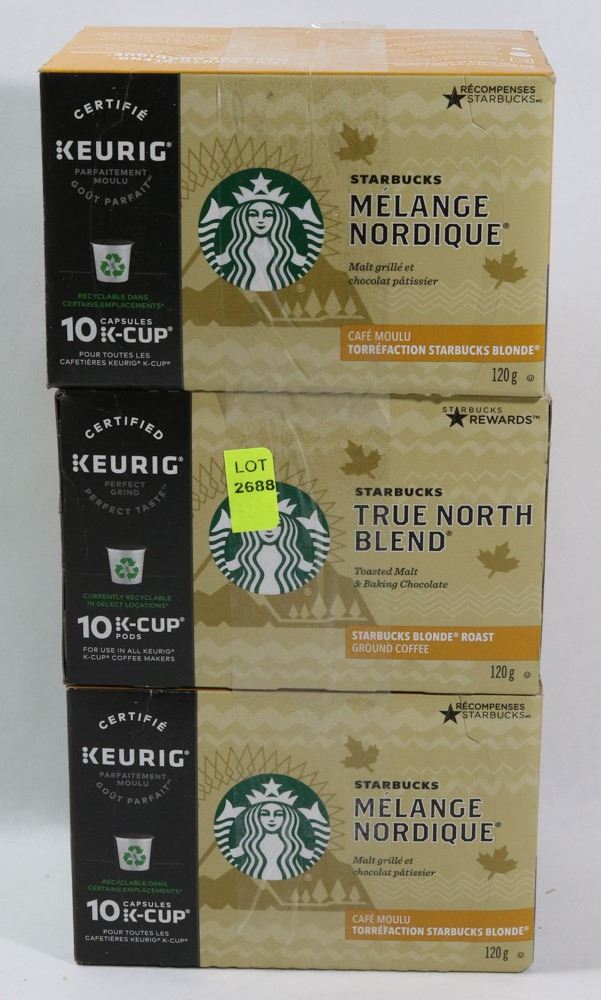 CERTIFIÉ
KEURIG®
PARFAITEMENT
MOULU
GOÛT PARFAIT™
RECYCLABLE DANS
CERTAINS EMPLACEMENTS*
10 CAPSULES
K-CUP®
POUR TOUTES LES
CAFETIÈRES KEURIG® K-CUP®
RÉCOMPENSES
STARBUCKS
STARBUCKS
MÉLANGE
NORDIQUE®
Malt grillé et
chocolat pâtissier
CAFÉ MOULU
TORRÉFACTION STARBUCKS BLONDE®
120 g
CERTIFIED
KEURIG®
PERFECT
GRIND
PERFECT TASTE™
CURRENTLY RECYCLABLE
IN SELECT LOCATIONS*
10 K-CUP®
PODS
FOR USE IN ALL KEURIG®
K-CUP® COFFEE MAKERS
LOT
2688
STARBUCKS
REWARDS™
STARBUCKS
TRUE NORTH
BLEND®
Toasted Malt
& Baking Chocolate
STARBUCKS BLONDE® ROAST
GROUND COFFEE
120 g
CERTIFIÉ
KEURIG®
PARFAITEMENT
MOULU
GOÛT PARFAIT™
RECYCLABLE DANS
CERTAINS EMPLACEMENTS*
10 CAPSULES
K-CUP®
POUR TOUTES LES
CAFETIÈRES KEURIG® K-CUP®
RÉCOMPENSES
STARBUCKS
STARBUCKS
MÉLANGE
NORDIQUE®
Malt grillé et
chocolat pâtissier
CAFÉ MOULU
TORRÉFACTION STARBUCKS BLONDE®
120 g